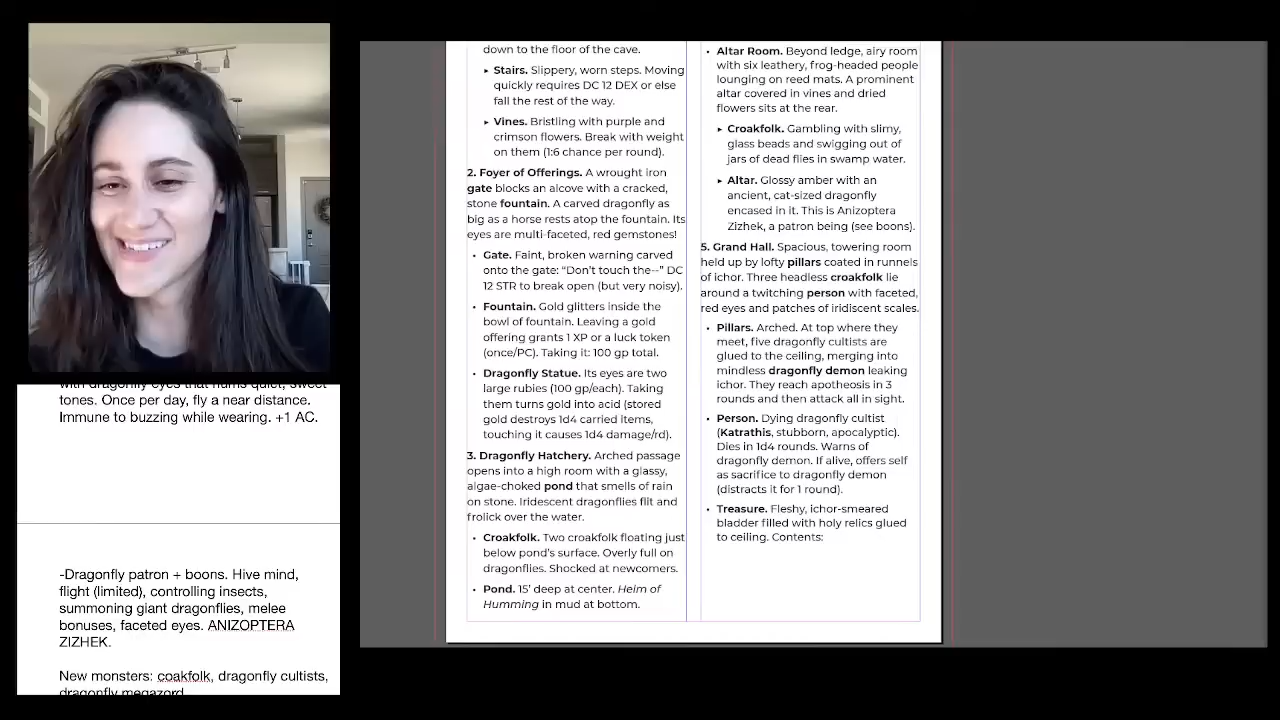 with dragonfly eyes that hums quiet, sweet
tones. Once per day, fly a near distance.
Immune to buzzing while wearing. +1 AC.
-Dragonfly patron + boons. Hive mind,
flight (limited), controlling insects,
summoning giant dragonflies, melee
bonuses, faceted eyes. ANIZOPTERA
ZIZHEK.
New monsters: coakfolk, dragonfly cultists,
dragonfly megazord
down to the floor of the cave.
▸ Stairs. Slippery, worn steps. Moving
quickly requires DC 12 DEX or else
fall the rest of the way.
▸ Vines. Bristling with purple and
crimson flowers. Break with weight
on them (1:6 chance per round).
2. Foyer of Offerings. A wrought iron
gate blocks an alcove with a cracked,
stone fountain. A carved dragonfly as
big as a horse rests atop the fountain. Its
eyes are multi-faceted, red gemstones!
• Gate. Faint, broken warning carved
onto the gate: “Don’t touch the--” DC
12 STR to break open (but very noisy).
• Fountain. Gold glitters inside the
bowl of fountain. Leaving a gold
offering grants 1 XP or a luck token
(once/PC). Taking it: 100 gp total.
• Dragonfly Statue. Its eyes are two
large rubies (100 gp/each). Taking
them turns gold into acid (stored
gold destroys 1d4 carried items,
touching it causes 1d4 damage/rd).
3. Dragonfly Hatchery. Arched passage
opens into a high room with a glassy,
algae-choked pond that smells of rain
on stone. Iridescent dragonflies flit and
frolick over the water.
• Croakfolk. Two croakfolk floating just
below pond’s surface. Overly full on
dragonflies. Shocked at newcomers.
• Pond. 15’ deep at center. Helm of
Humming in mud at bottom.
• Altar Room. Beyond ledge, airy room
with six leathery, frog-headed people
lounging on reed mats. A prominent
altar covered in vines and dried
flowers sits at the rear.
▸ Croakfolk. Gambling with slimy,
glass beads and swigging out of
jars of dead flies in swamp water.
▸ Altar. Glossy amber with an
ancient, cat-sized dragonfly
encased in it. This is Anizoptera
Zizhek, a patron being (see boons).
5. Grand Hall. Spacious, towering room
held up by lofty pillars coated in runnels
of ichor. Three headless croakfolk lie
around a twitching person with faceted,
red eyes and patches of iridiscent scales.
• Pillars. Arched. At top where they
meet, five dragonfly cultists are
glued to the ceiling, merging into
mindless dragonfly demon leaking
ichor. They reach apotheosis in 3
rounds and then attack all in sight.
• Person. Dying dragonfly cultist
(Katrathis, stubborn, apocalyptic).
Dies in 1d4 rounds. Warns of
dragonfly demon. If alive, offers self
as sacrifice to dragonfly demon
(distracts it for 1 round).
• Treasure. Fleshy, ichor-smeared
bladder filled with holy relics glued
to ceiling. Contents: